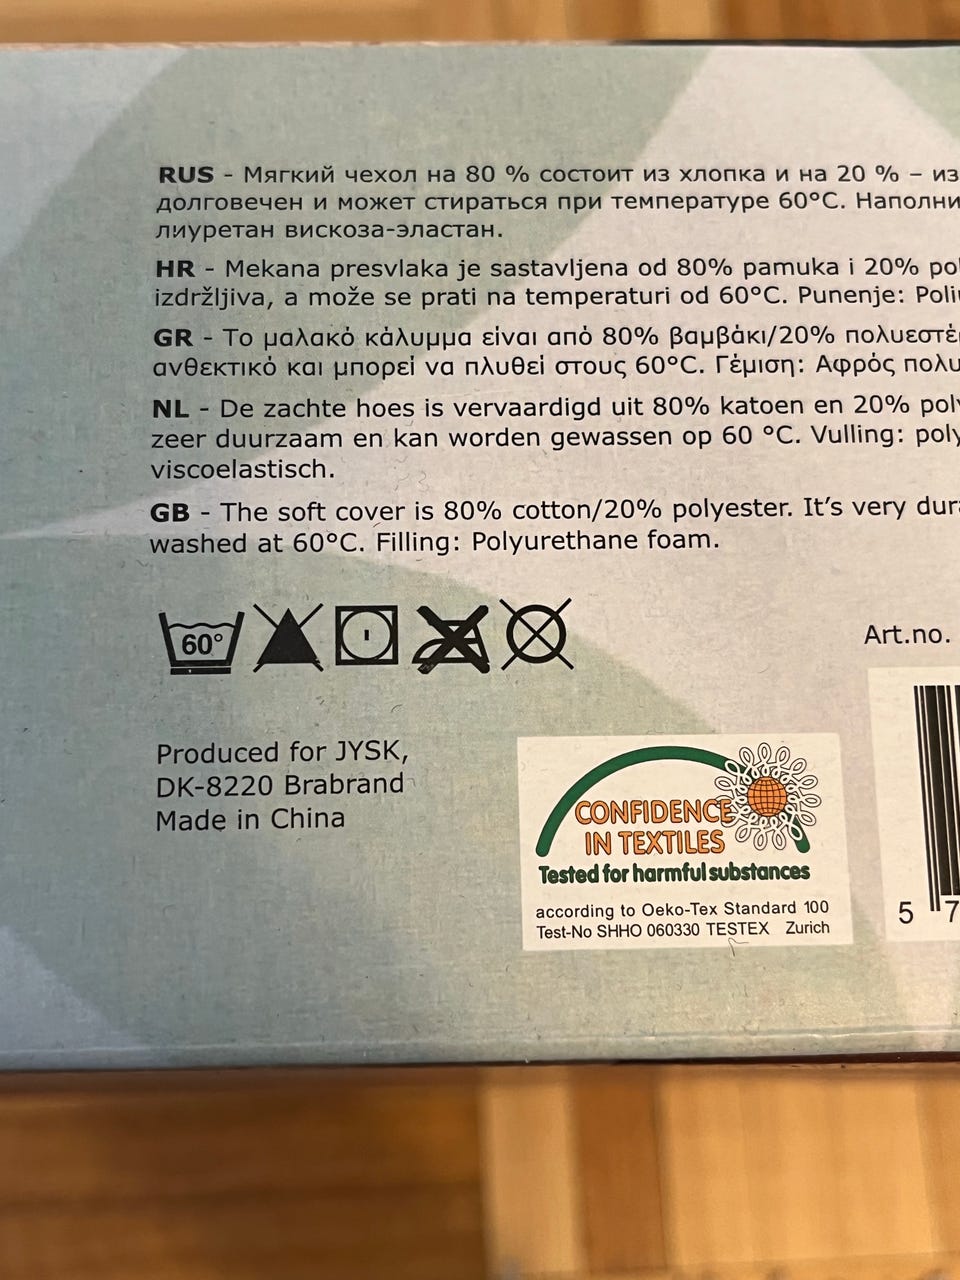 RUS - Мягкий чехол на 80 % состоит из хлопка и на 20 % – из
долговечен и может стираться при температуре 60°C. Наполни
лиуретан вискоза-эластан.
HR - Mekana presvlaka je sastavljena od 80% pamuka i 20% pol
izdržljiva, a može se prati na temperaturi od 60°C. Punenje: Poli
GR - Το μαλακό κάλυμμα είναι από 80% βαμβάκι/20% πολυεστέ
ανθεκτικό και μπορεί να πλυθεί στους 60°C. Γέμιση: Αφρός πολυ
NL - De zachte hoes is vervaardigd uit 80% katoen en 20% poly
zeer duurzaam en kan worden gewassen op 60 °C. Vulling: poly
viscoelastisch.
GB - The soft cover is 80% cotton/20% polyester. It’s very dur
washed at 60°C. Filling: Polyurethane foam.
60°
Art.no.
Produced for JYSK,
DK-8220 Brabrand
Made in China
CONFIDENCE
IN TEXTILES
Tested for harmful substances
according to Oeko-Tex Standard 100
Test-No SHHO 060330 TESTEX Zurich
5 7